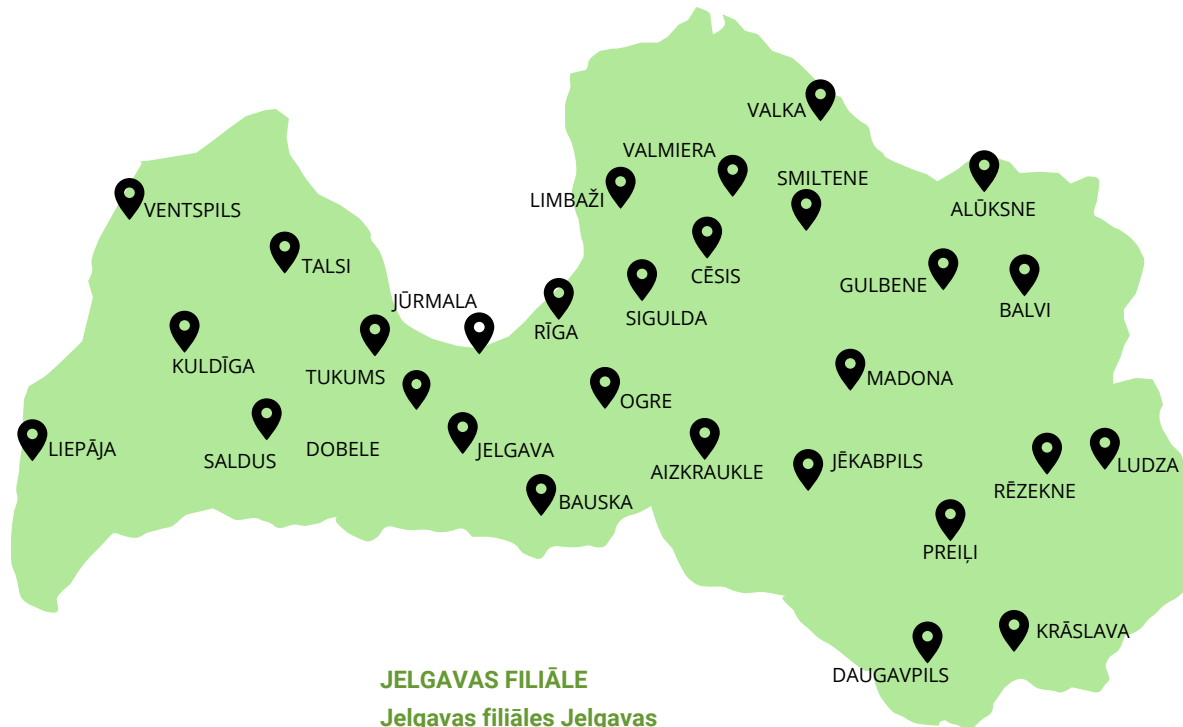 VALKA
VALMIERA
SMILTENE
LIMBAŽI
ALŪKSNE
VENTSPILS
TALSI
CĒSIS
GULBENE
BALVI
JŪRMALA
RĪGA
SIGULDA
KULDĪGA
TUKUMS
MADONA
OGRE
LIEPĀJA
SALDUS
DOBELE
JELGAVA
AIZKRAUKLE
JĒKABPILS
LUDZA
RĒZEKNE
BAUSKA
PREIĻI
KRĀSLAVA
DAUGAVPILS
JELGAVAS FILIĀLE
Jelgavas filiāles Jelgavas